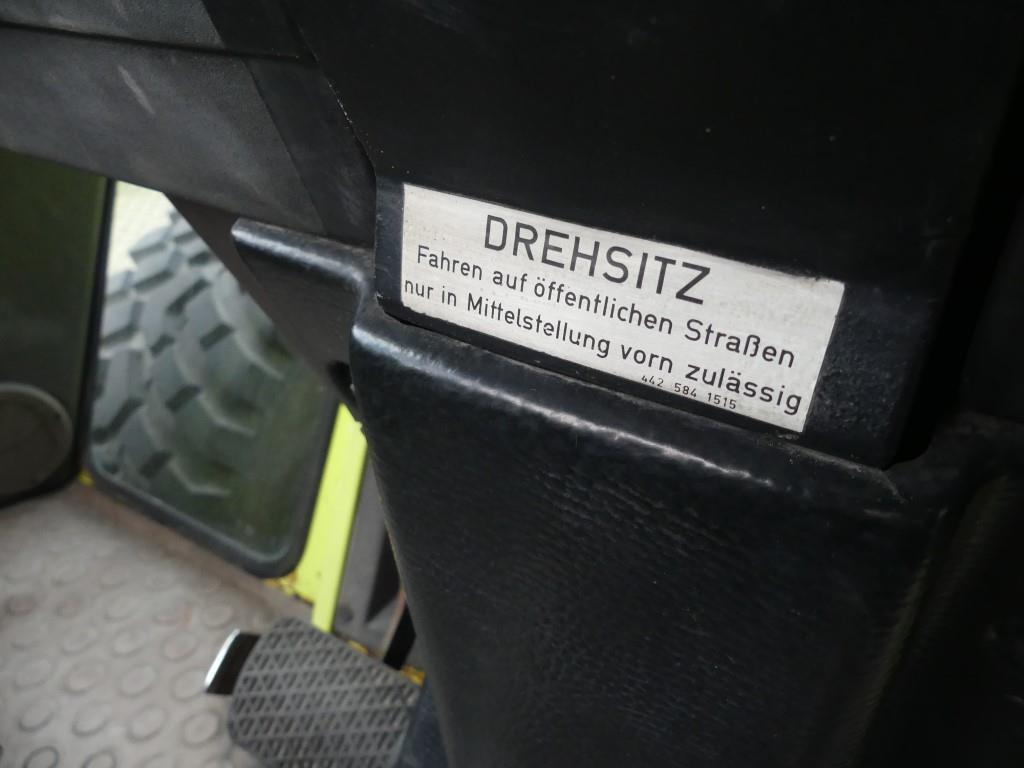 DREHSITZ
Fahren auf öffentlichen Straßen
nur in Mittelstellung vorn zulässig
442 584 1515